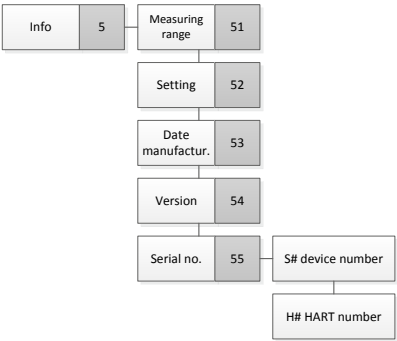 Info 5
Measuring
range
51
Setting 52
Date
manufactur.
53
Version 54
Serial no. 55
S# device number
H# HART number